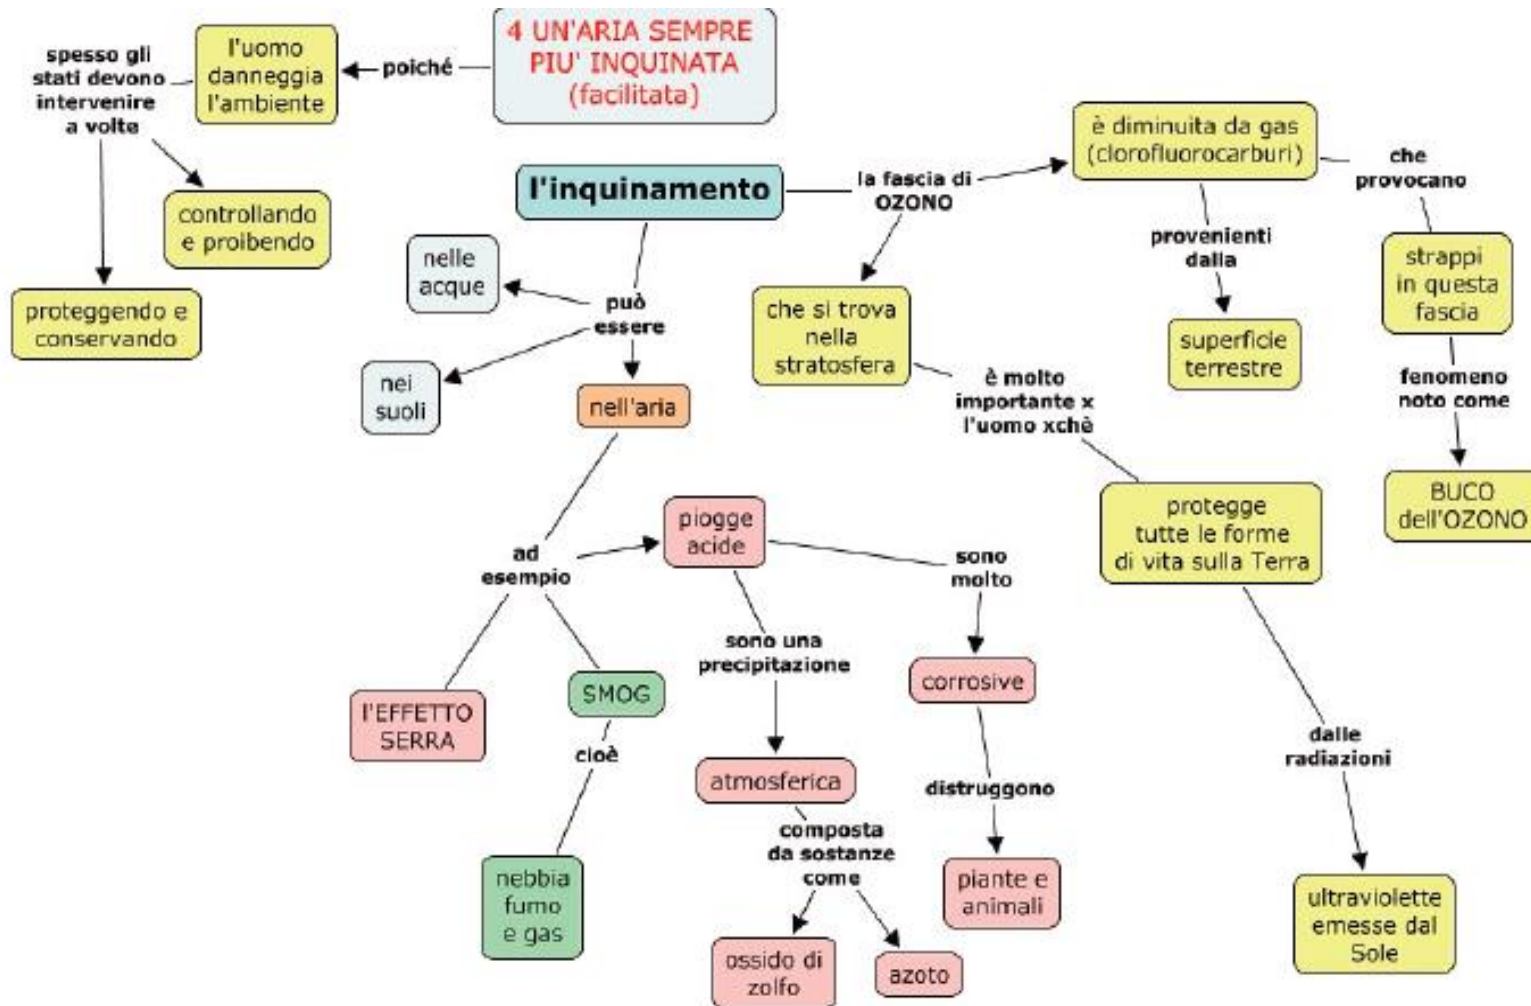 4 UN'ARIA SEMPRE
PIU' INQUINATA
(facilitata)
poiché
l'uomo
danneggia
l'ambiente
spesso gli
stati devono
intervenire
a volte
controllando
e proibendo
proteggendo e
conservando
l'inquinamento
può
essere
nelle
acque
nei
suoli
nell'aria
ad
esempio
l'EFFETTO
SERRA
SMOG
cioè
nebbia
fumo
e gas
piogge
acide
sono una
precipitazione
atmosferica
composta
da sostanze
come
ossido di
zolfo
azoto
sono
molto
corrosive
distruggono
piante e
animali
la fascia di
OZONO
che si trova
nella
stratosfera
è molto
importante x
l'uomo xchè
protegge
tutte le forme
di vita sulla Terra
dalle
radiazioni
ultraviolette
emesse dal
Sole
è diminuita da gas
(clorofluorocarburi)
provenienti
dalla
superficie
terrestre
che
provocano
strappi
in questa
fascia
fenomeno
noto come
BUCO
dell'OZONO